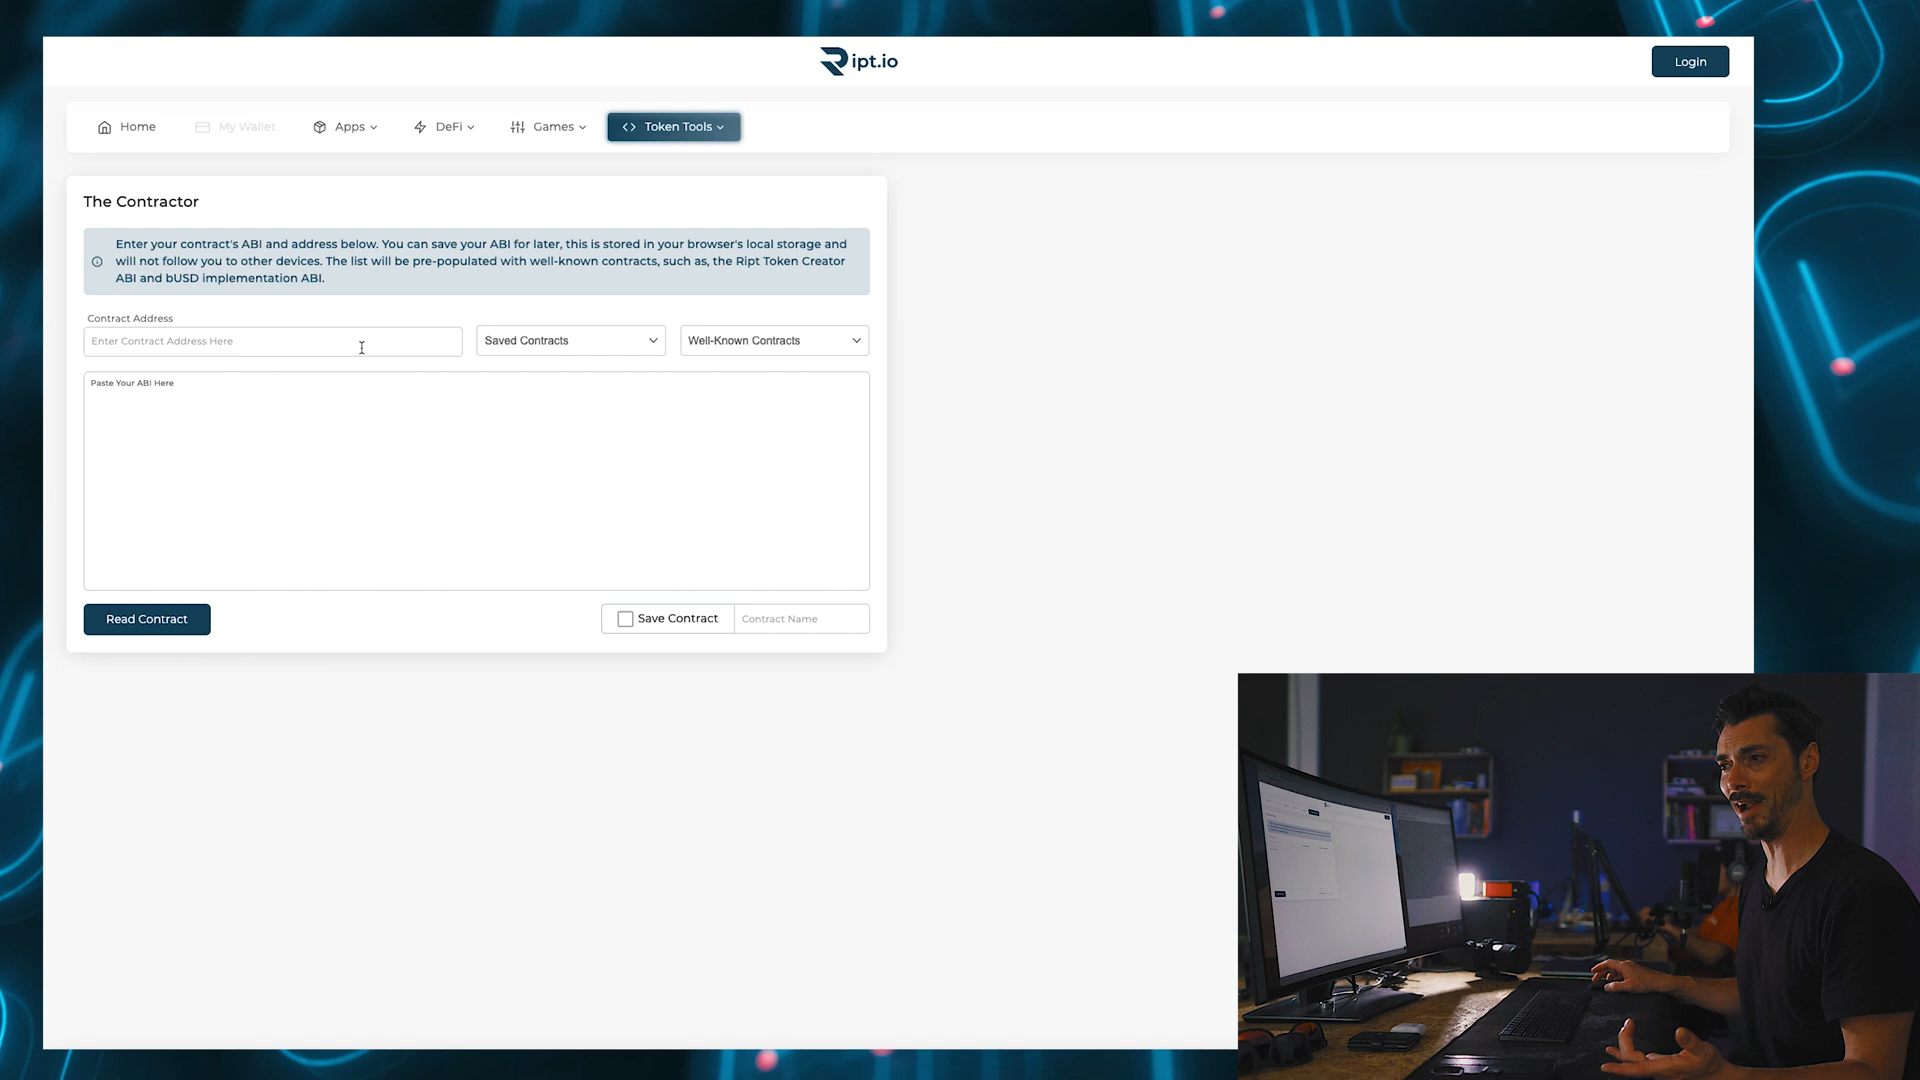 Ript.io
Login
Home
My Wallet
Apps
DeFi
Games
Token Tools
The Contractor
Enter your contract's ABI and address below. You can save your ABI for later, this is stored in your browser's local storage and
will not follow you to other devices. The list will be pre-populated with well-known contracts, such as, the Ript Token Creator
ABI and bUSD implementation ABI.
Contract Address
Enter Contract Address Here
Saved Contracts
Well-Known Contracts
Paste Your ABI Here
Read Contract
Save Contract
Contract Name